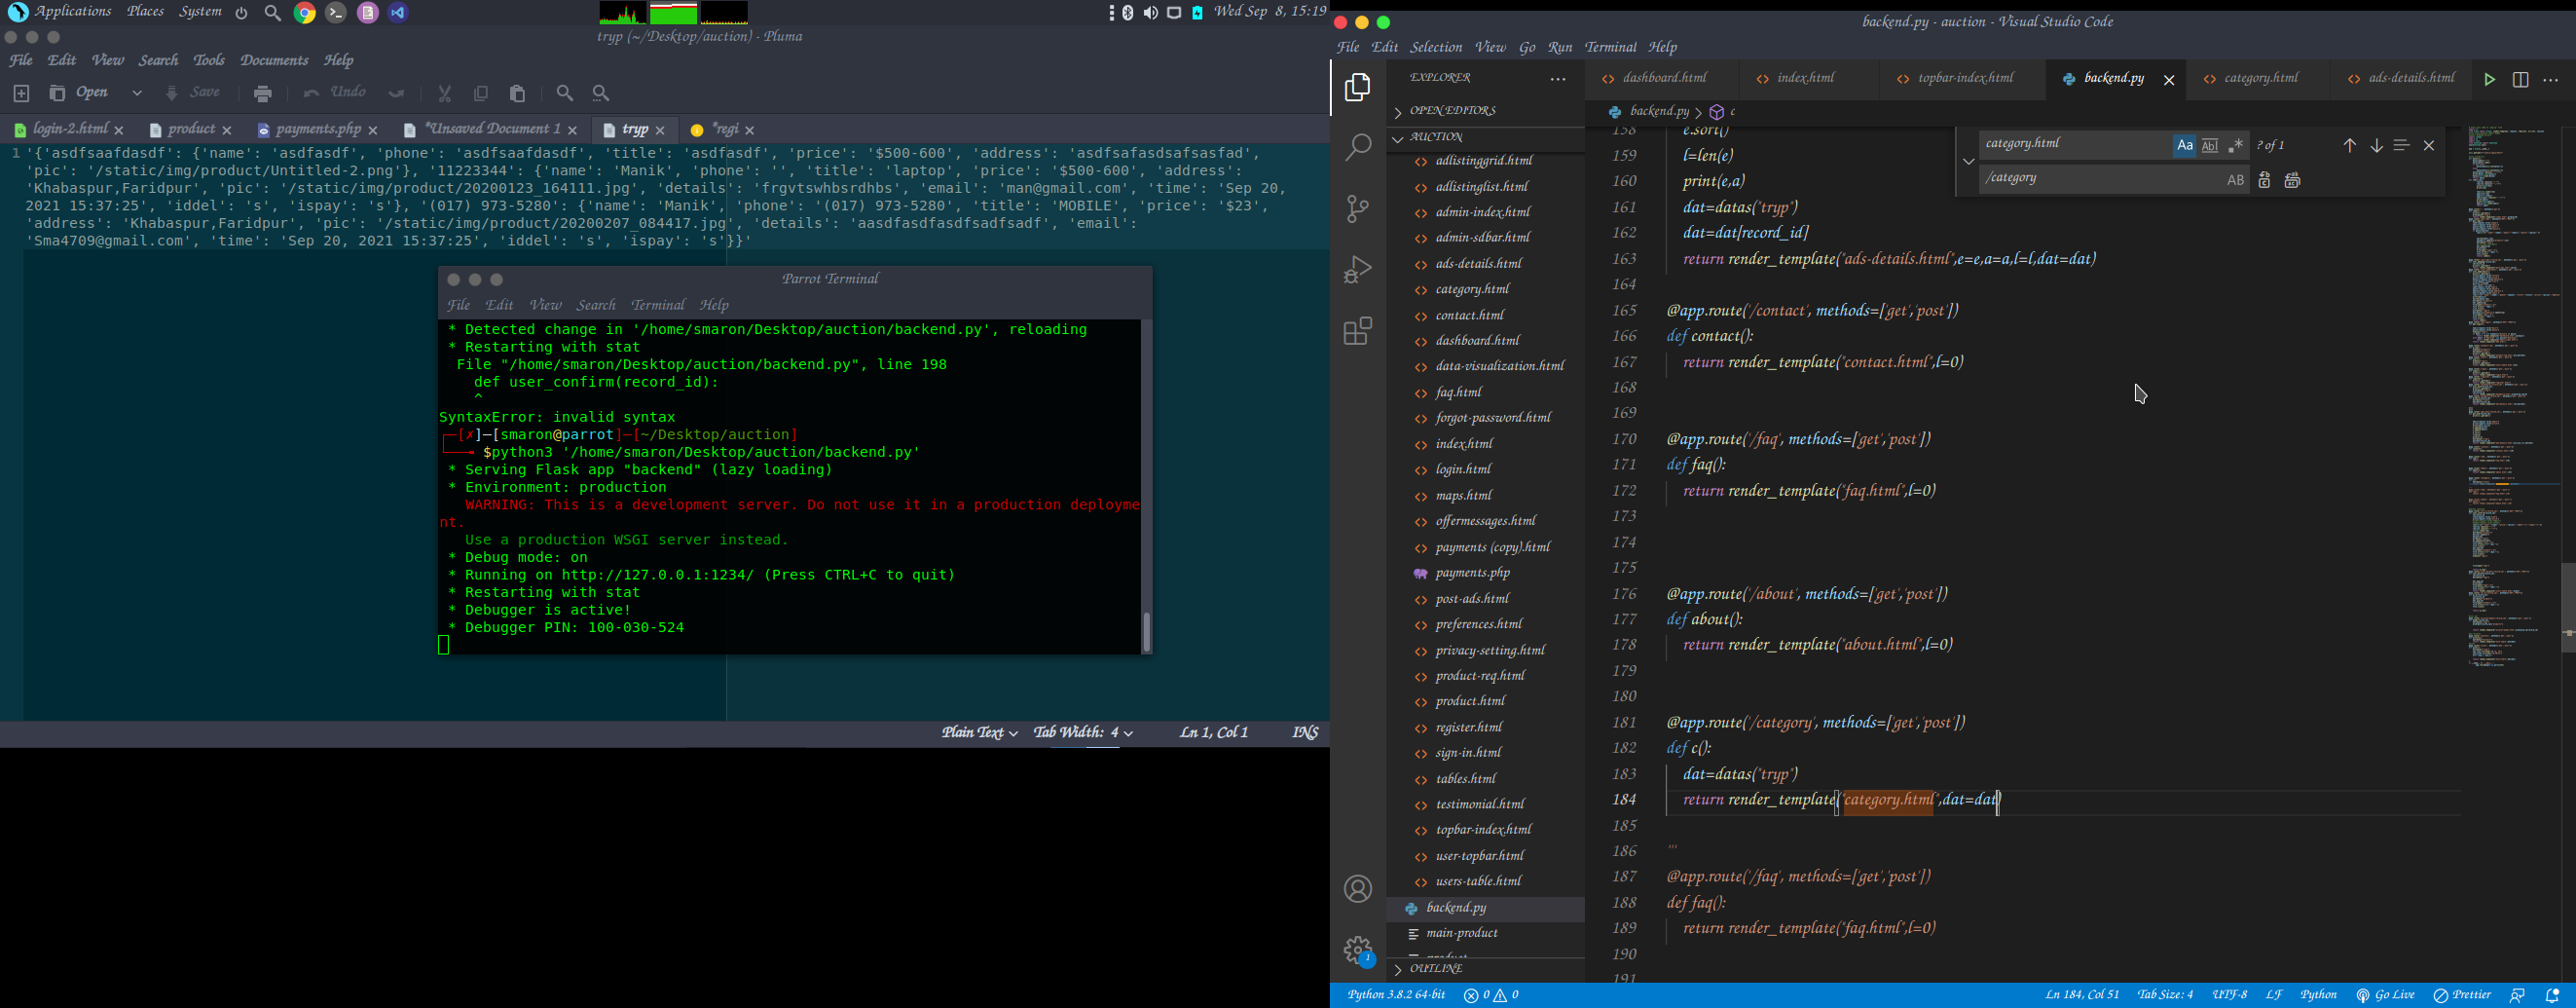 Applications Places System Wed Sep 8, 15:19
tryp (~/Desktop/auction) - Pluma
File Edit View Search Tools Documents Help
Open Save Undo
login-2.html product payments.php *Unsaved Document 1 tryp *regi
1 '{'asdfsaafdasdf': {'name': 'asdfasdf', 'phone': 'asdfsaafdasdf', 'title': 'asdfasdf', 'price': '$500-600', 'address': 'asdfsafasdsafsasfad',
'pic': '/static/img/product/Untitled-2.png'}, '11223344': {'name': 'Manik', 'phone': '', 'title': 'laptop', 'price': '$500-600', 'address':
'Khabaspur,Faridpur', 'pic': '/static/img/product/20200123_164111.jpg', 'details': 'frgvtswhbsrdhbs', 'email': 'man@gmail.com', 'time': 'Sep 20,
2021 15:37:25', 'iddel': 's', 'ispay': 's'}, '(017) 973-5280': {'name': 'Manik', 'phone': '(017) 973-5280', 'title': 'MOBILE', 'price': '$23',
'address': 'Khabaspur,Faridpur', 'pic': '/static/img/product/20200207_084417.jpg', 'details': 'aasdfasdfasdfsadfsadf', 'email':
'Sma4709@gmail.com', 'time': 'Sep 20, 2021 15:37:25', 'iddel': 's', 'ispay': 's'}}'
Parrot Terminal
File Edit View Search Terminal Help
* Detected change in '/home/smaron/Desktop/auction/backend.py', reloading
* Restarting with stat
File "/home/smaron/Desktop/auction/backend.py", line 198
def user_confirm(record_id):
^
SyntaxError: invalid syntax
[✗]-[smaron@parrot]-[~/Desktop/auction]
$python3 '/home/smaron/Desktop/auction/backend.py'
* Serving Flask app "backend" (lazy loading)
* Environment: production
WARNING: This is a development server. Do not use it in a production deployme
nt.
Use a production WSGI server instead.
* Debug mode: on
* Running on http://127.0.0.1:1234/ (Press CTRL+C to quit)
* Restarting with stat
* Debugger is active!
* Debugger PIN: 100-030-524
Plain Text Tab Width: 4 Ln 1, Col 1 INS
backend.py - auction - Visual Studio Code
File Edit Selection View Go Run Terminal Help
EXPLORER
OPEN EDITORS
AUCTION
adlistinggrid.html
adlistinglist.html
admin-index.html
admin-sdbar.html
ads-details.html
category.html
contact.html
dashboard.html
data-visualization.html
faq.html
forgot-password.html
index.html
login.html
maps.html
offermessages.html
payments (copy).html
payments.php
post-ads.html
preferences.html
privacy-setting.html
product-req.html
product.html
register.html
sign-in.html
tables.html
testimonial.html
topbar-index.html
user-topbar.html
users-table.html
backend.py
main-product
product
OUTLINE
dashboard.html index.html topbar-index.html backend.py category.html ads-details.html
backend.py > c
category.html Aa Abl .* ? of 1
/category AB
158 e.sort()
159 l=len(e)
160 print(e,a)
161 dat=datas("tryp")
162 dat=dat[record_id]
163 return render_template("ads-details.html",e=e,a=a,l=l,dat=dat)
164
165 @app.route('/contact', methods=['get','post'])
166 def contact():
167 return render_template("contact.html",l=0)
168
169
170 @app.route('/faq', methods=['get','post'])
171 def faq():
172 return render_template("faq.html",l=0)
173
174
175
176 @app.route('/about', methods=['get','post'])
177 def about():
178 return render_template("about.html",l=0)
179
180
181 @app.route('/category', methods=['get','post'])
182 def c():
183 dat=datas("tryp")
184 return render_template("category.html",dat=dat)
185
186 '''
187 @app.route('/faq', methods=['get','post'])
188 def faq():
189 return render_template("faq.html",l=0)
190
191
1
Python 3.8.2 64-bit 0 0 Ln 184, Col 51 Tab Size: 4 UTF-8 LF Python Go Live Prettier